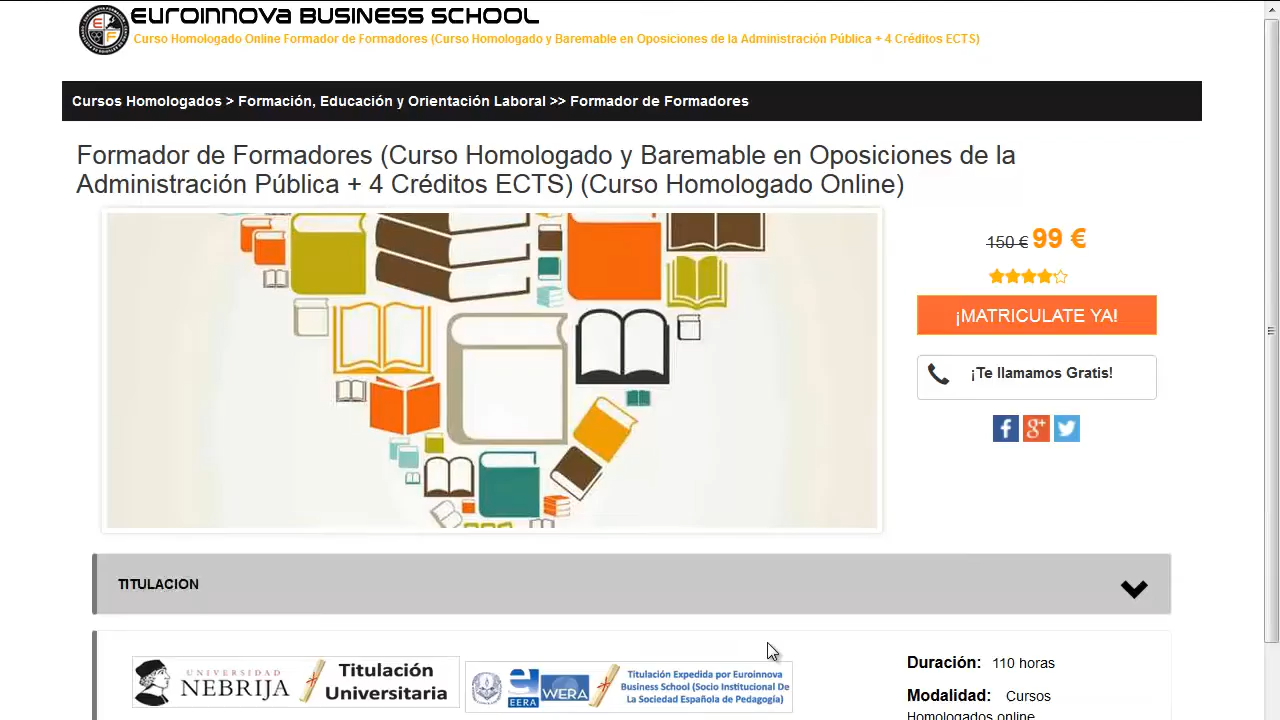 EUROINNOVA BUSINESS SCHOOL
Curso Homologado Online Formador de Formadores (Curso Homologado y Baremable en Oposiciones de la Administración Pública + 4 Créditos ECTS)
Cursos Homologados > Formación, Educación y Orientación Laboral >> Formador de Formadores
Formador de Formadores (Curso Homologado y Baremable en Oposiciones de la
Administración Pública + 4 Créditos ECTS) (Curso Homologado Online)
150 € 99 €
¡MATRICULATE YA!
¡Te llamamos Gratis!
TITULACION
UNIVERSIDAD
NEBRIJA
Titulación
Universitaria
EERA
WERA
Titulación Expedida por Euroinnova
Business School (Socio Institucional De
La Sociedad Española de Pedagogía)
Duración: 110 horas
Modalidad: Cursos
Homologados online